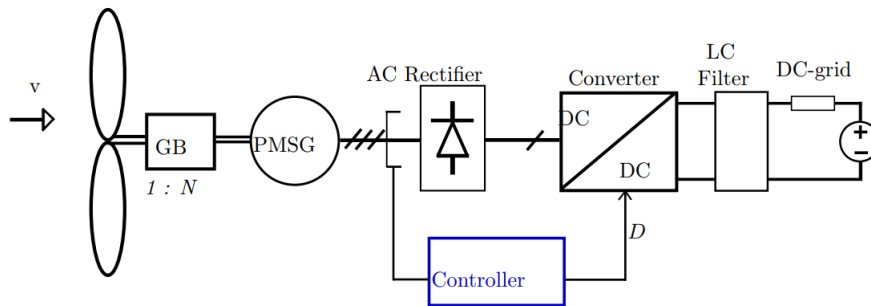 v
GB
1 : N
PMSG
AC Rectifier
Converter
DC
DC
D
Controller
LC
Filter
DC-grid